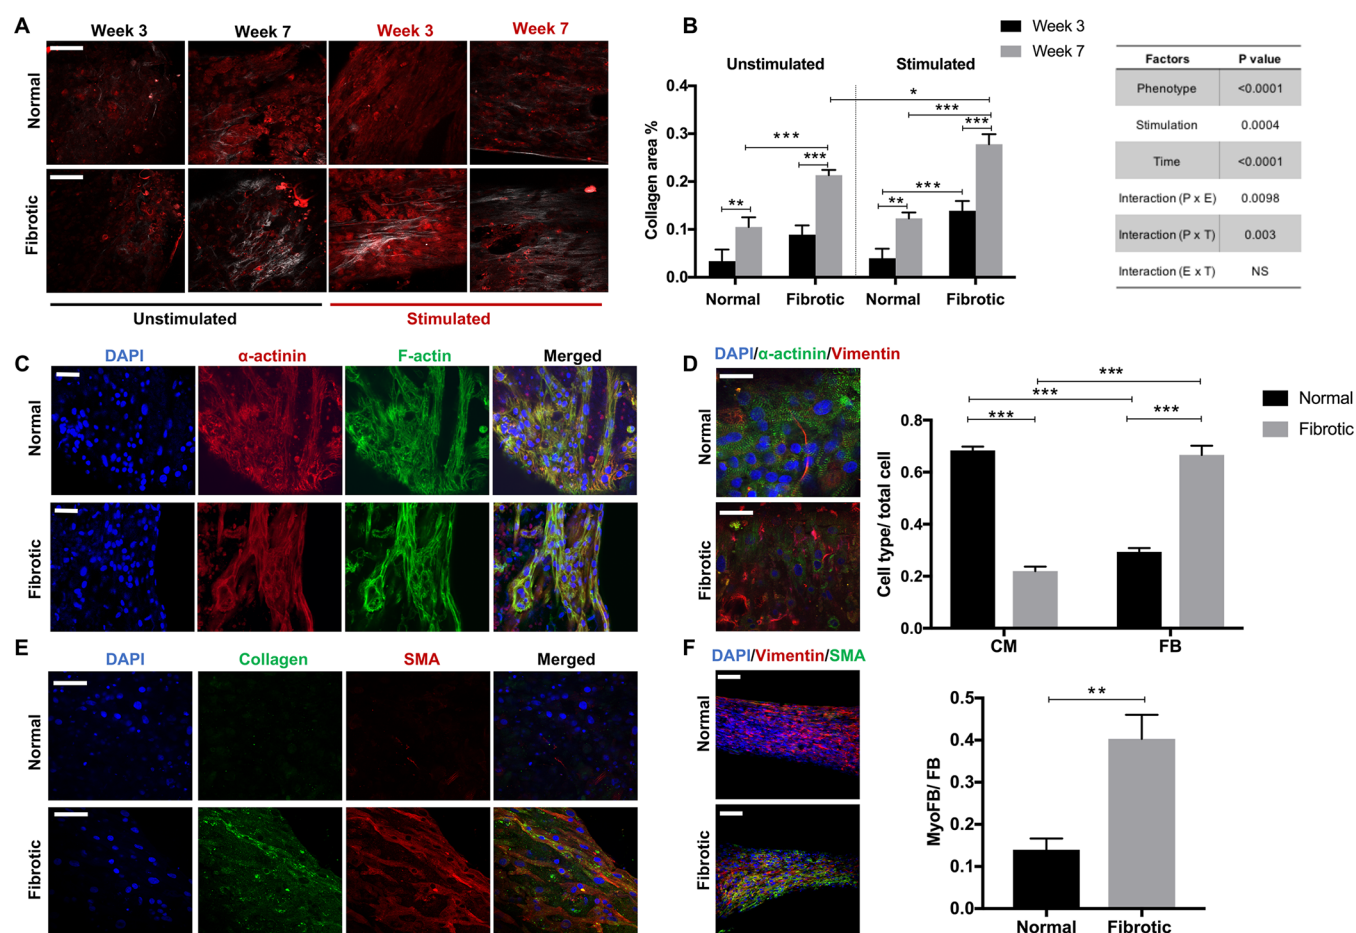 A
Week 3
Week 7
Week 3
Week 7
Normal
Fibrotic
Unstimulated
Stimulated
B
Week 3
Week 7
Unstimulated
Stimulated
Collagen area %
0.4
0.3
0.2
0.1
0.0
**
***
***
*
**
***
***
***
Normal
Fibrotic
Normal
Fibrotic
Factors P value
Phenotype <0.0001
Stimulation 0.0004
Time <0.0001
Interaction (P x E) 0.0098
Interaction (P x T) 0.003
Interaction (E x T) NS
C
DAPI
α-actinin
F-actin
Merged
Normal
Fibrotic
D
DAPI/α-actinin/Vimentin
Normal
Fibrotic
Cell type/ total cell
0.8
0.6
0.4
0.2
0.0
***
***
***
***
CM
FB
Normal
Fibrotic
E
DAPI
Collagen
SMA
Merged
Normal
Fibrotic
F
DAPI/Vimentin/SMA
Normal
Fibrotic
MyoFB/ FB
0.5
0.4
0.3
0.2
0.1
0.0
**
Normal
Fibrotic